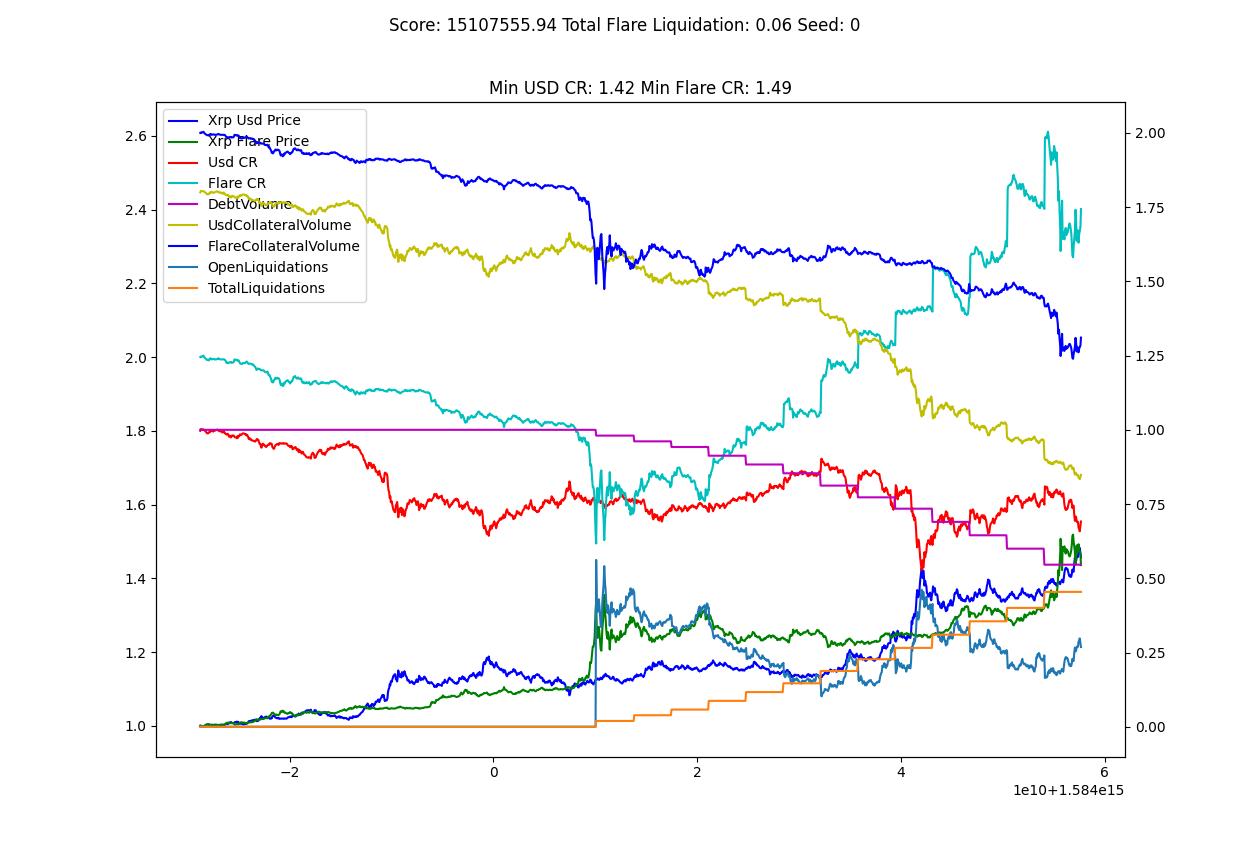 Score: 15107555.94 Total Flare Liquidation: 0.06 Seed: 0
Min USD CR: 1.42 Min Flare CR: 1.49
Xrp Usd Price
Xrp Flare Price
Usd CR
Flare CR
DebtVolume
UsdCollateralVolume
FlareCollateralVolume
OpenLiquidations
TotalLiquidations
2.6
2.4
2.2
2.0
1.8
1.6
1.4
1.2
1.0
2.00
1.75
1.50
1.25
1.00
0.75
0.50
0.25
0.00
−2 0 2 4 6
1e10+1.584e15